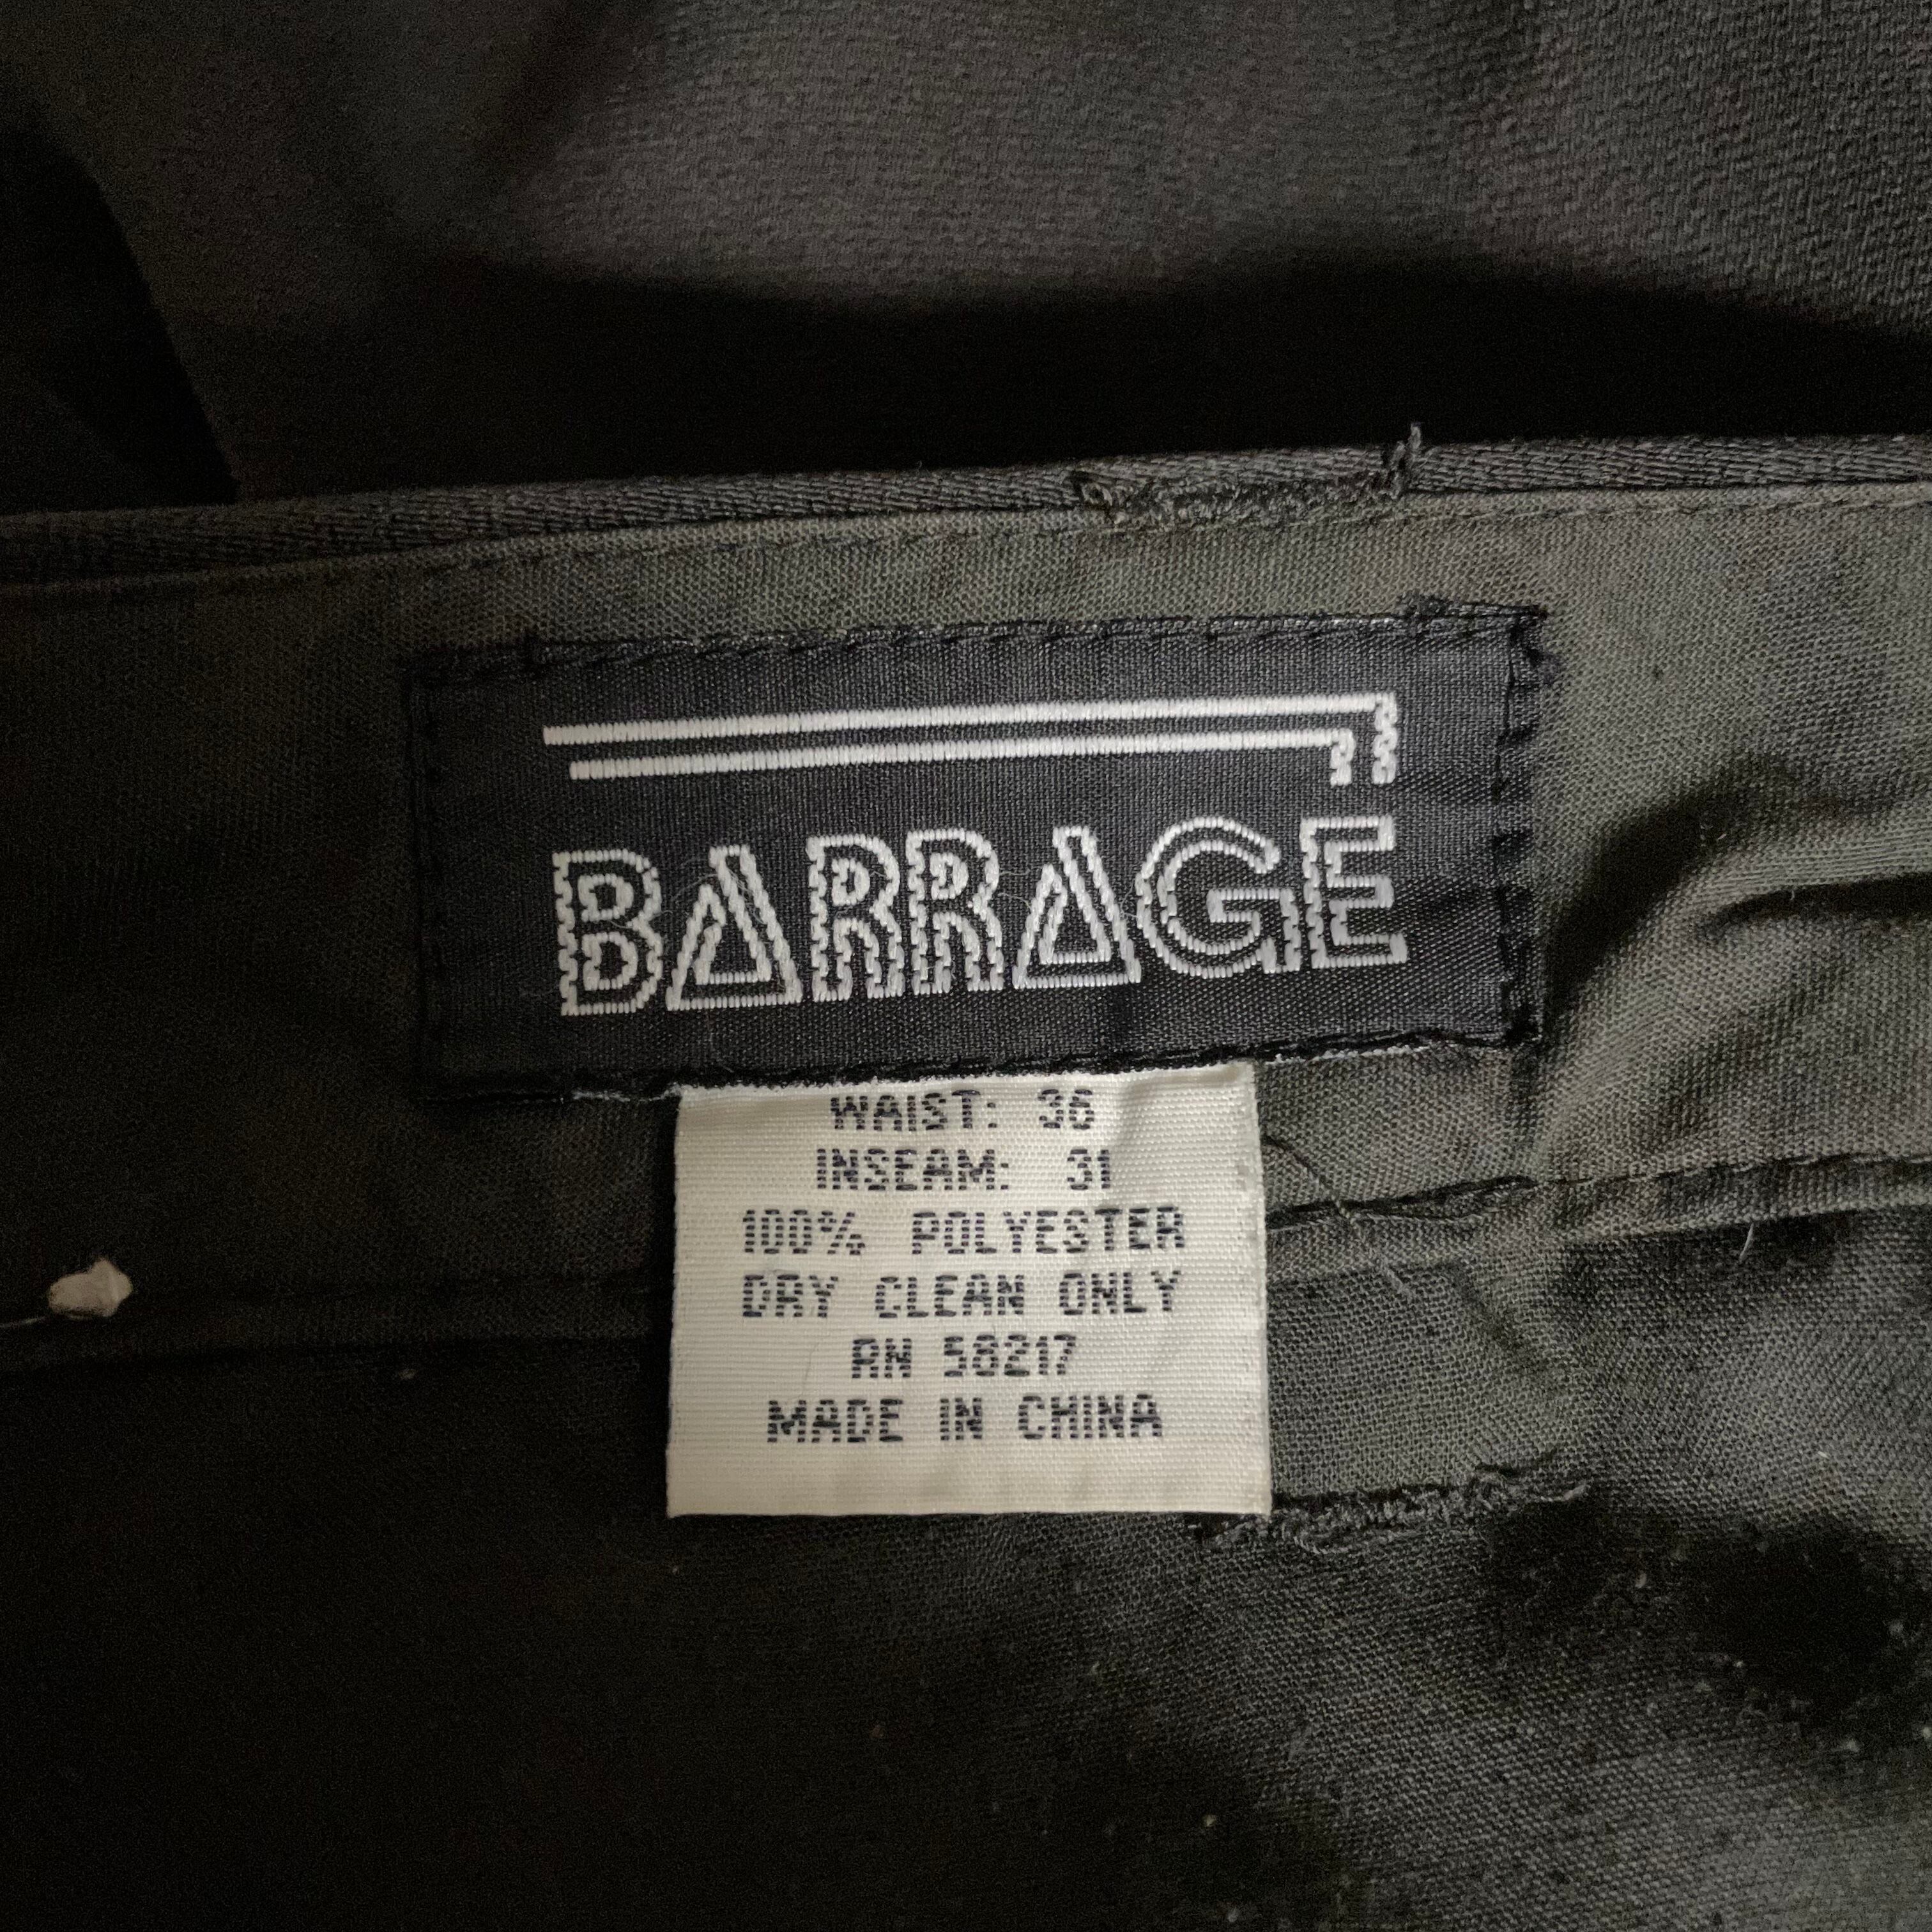 BARRAGE
WAIST: 36
INSEAM: 31
100% POLYESTER
DRY CLEAN ONLY
RN 58217
MADE IN CHINA